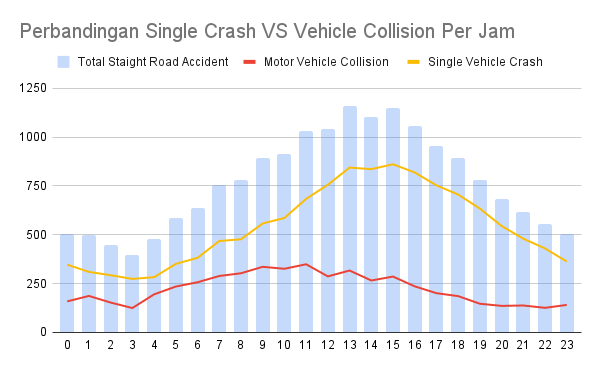 Perbandingan Single Crash VS Vehicle Collision Per Jam
Total Staight Road Accident Motor Vehicle Collision Single Vehicle Crash
1250
1000
750
500
250
0
0 1 2 3 4 5 6 7 8 9 10 11 12 13 14 15 16 17 18 19 20 21 22 23